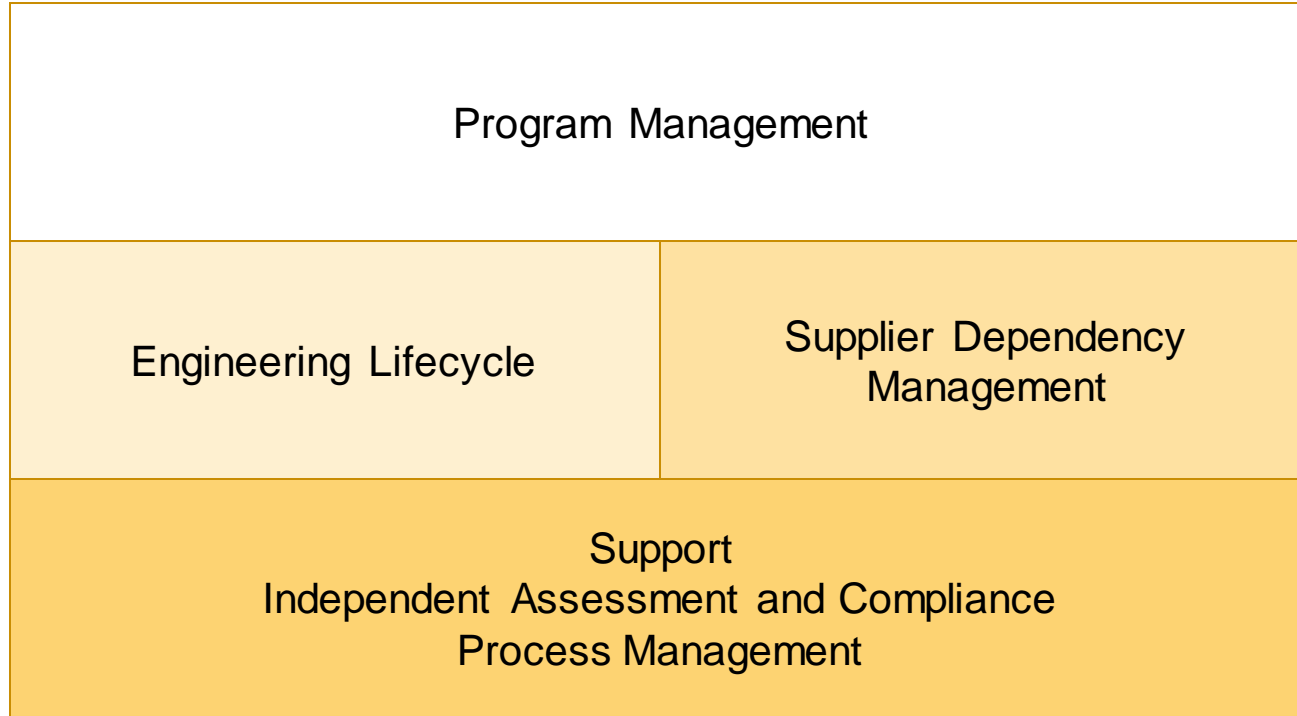 Program Management
Engineering Lifecycle
Supplier Dependency
Management
Support
Independent Assessment and Compliance
Process Management